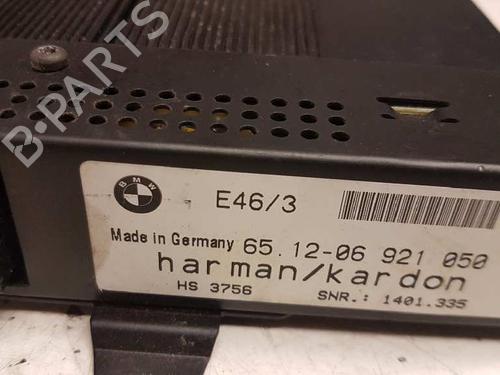 B-PARTS
BMW
E46/3
Made in Germany 65.12-06 921 050
harman/kardon
HS 3756 SNR.: 1401.335